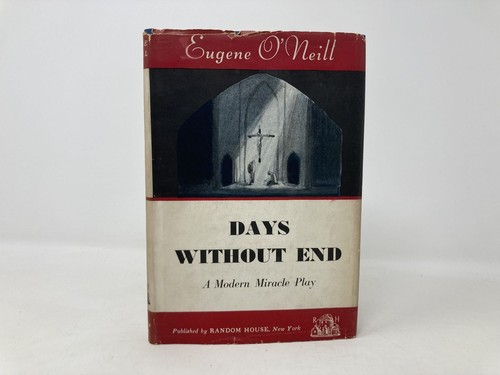 Eugene O'Neill
DAYS
WITHOUT END
A Modern Miracle Play
R H
Published by RANDOM HOUSE, New York